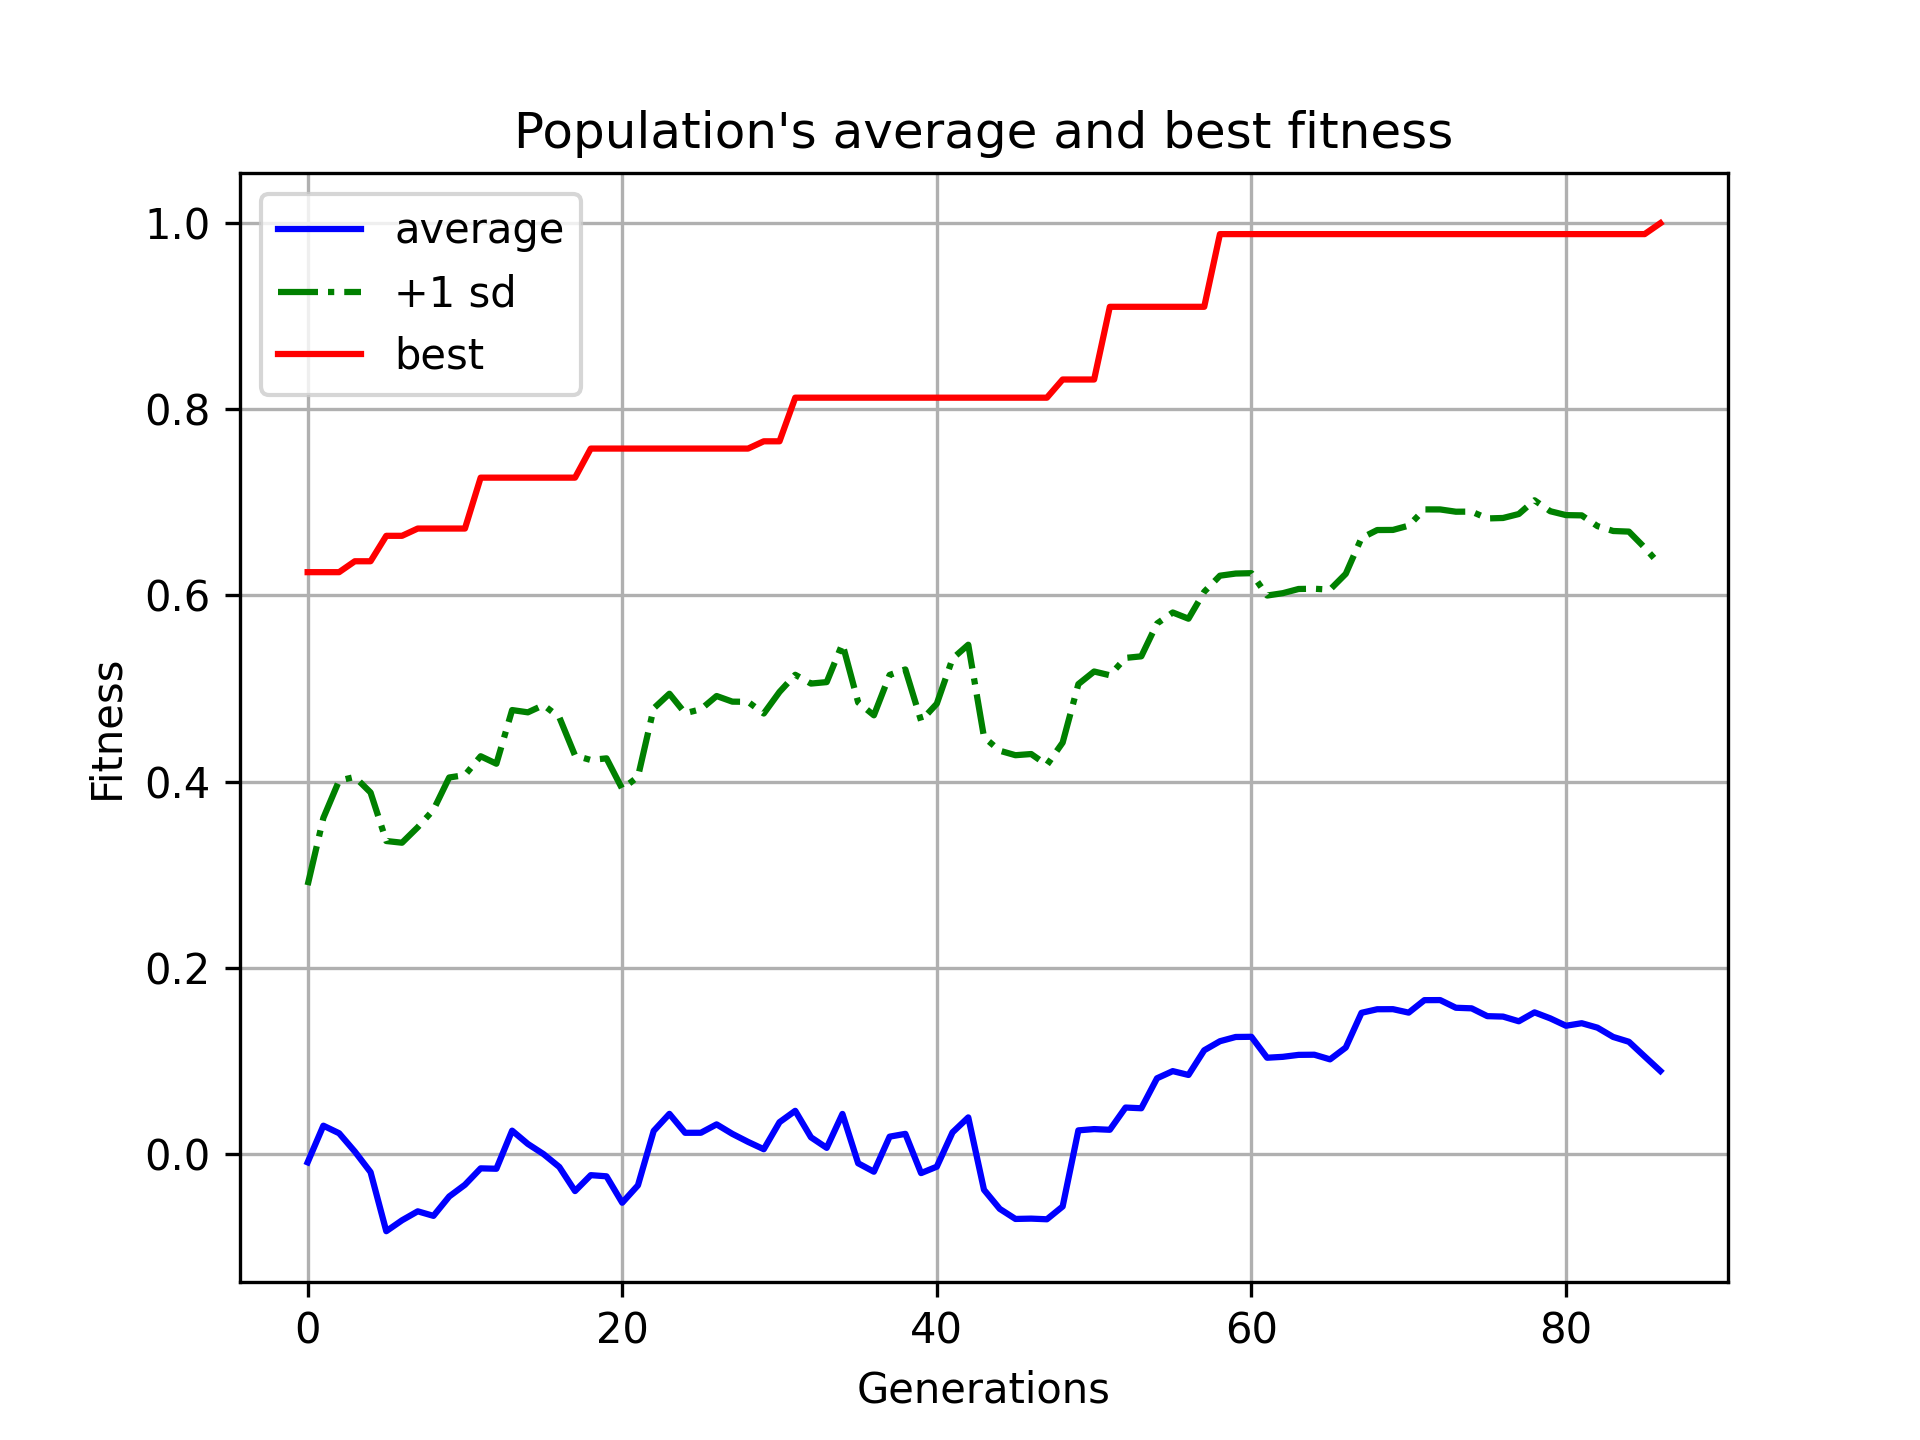 Population's average and best fitness
average
+1 sd
best
1.0
0.8
0.6
0.4
0.2
0.0
Fitness
0 20 40 60 80
Generations